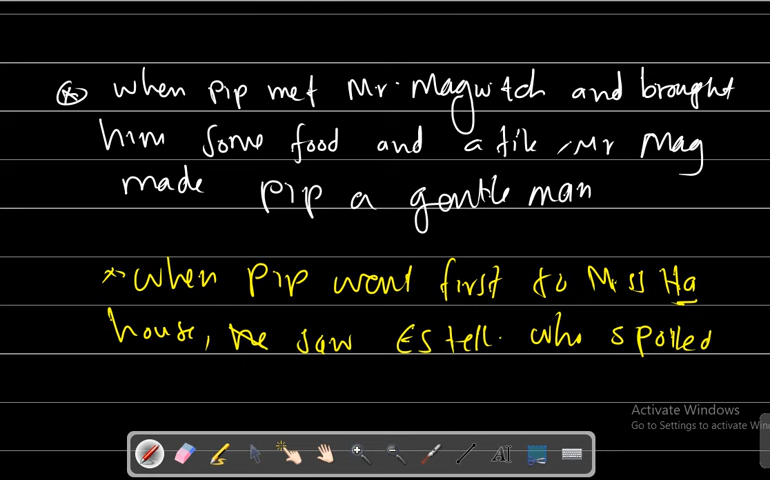 when pip met Mr. Magwitch and brought
him some food and a file, Mr Mag
made pip a gentle man
when pip went first to Miss Ha
house, he saw Estell. who spoiled
Activate Windows
Go to Settings to activate Win
AI